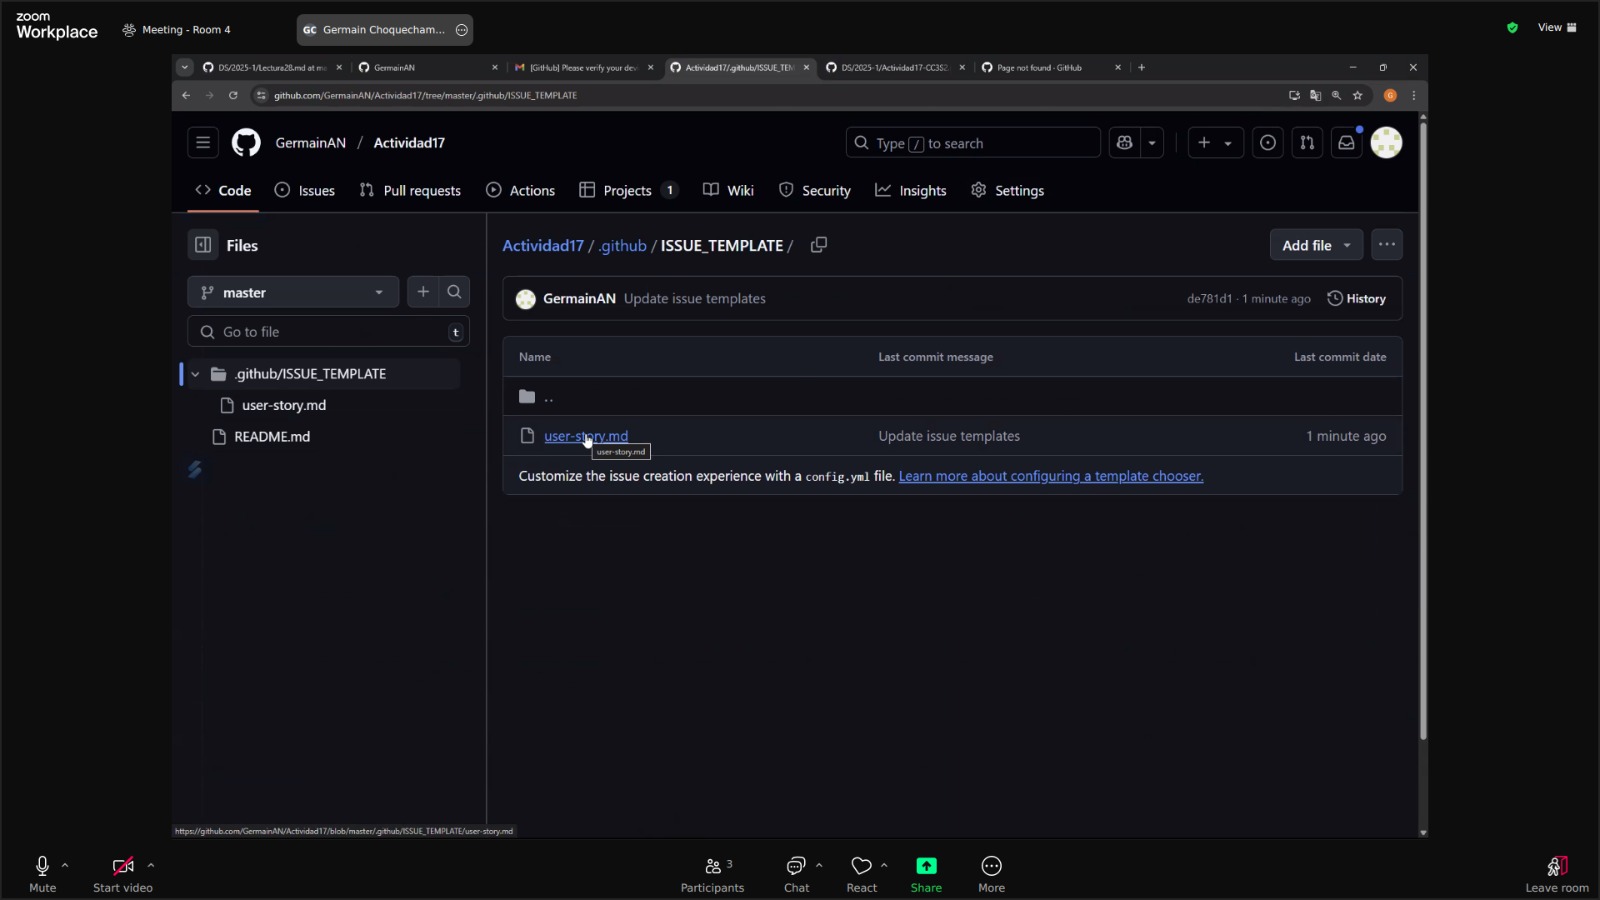 zoom
Workplace
Meeting - Room 4
GC Germain Choquecham...
View
DS/2025-1/Lectura28.md at ma
GermainAN
[GitHub] Please verify your dev
Actividad17/.github/ISSUE_TEM
DS/2025-1/Actividad17-CC3S2
Page not found · GitHub
github.com/GermainAN/Actividad17/tree/master/.github/ISSUE_TEMPLATE
G
GermainAN / Actividad17
Type / to search
Code
Issues
Pull requests
Actions
Projects 1
Wiki
Security
Insights
Settings
Files
master
Go to file
t
.github/ISSUE_TEMPLATE
user-story.md
README.md
Actividad17 / .github / ISSUE_TEMPLATE /
Add file
GermainAN Update issue templates
de781d1 · 1 minute ago
History
Name Last commit message Last commit date
..
user-story.md Update issue templates 1 minute ago
user-story.md
Customize the issue creation experience with a config.yml file. Learn more about configuring a template chooser.
https://github.com/GermainAN/Actividad17/blob/master/.github/ISSUE_TEMPLATE/user-story.md
Mute
Start video
3
Participants
Chat
React
Share
More
Leave room